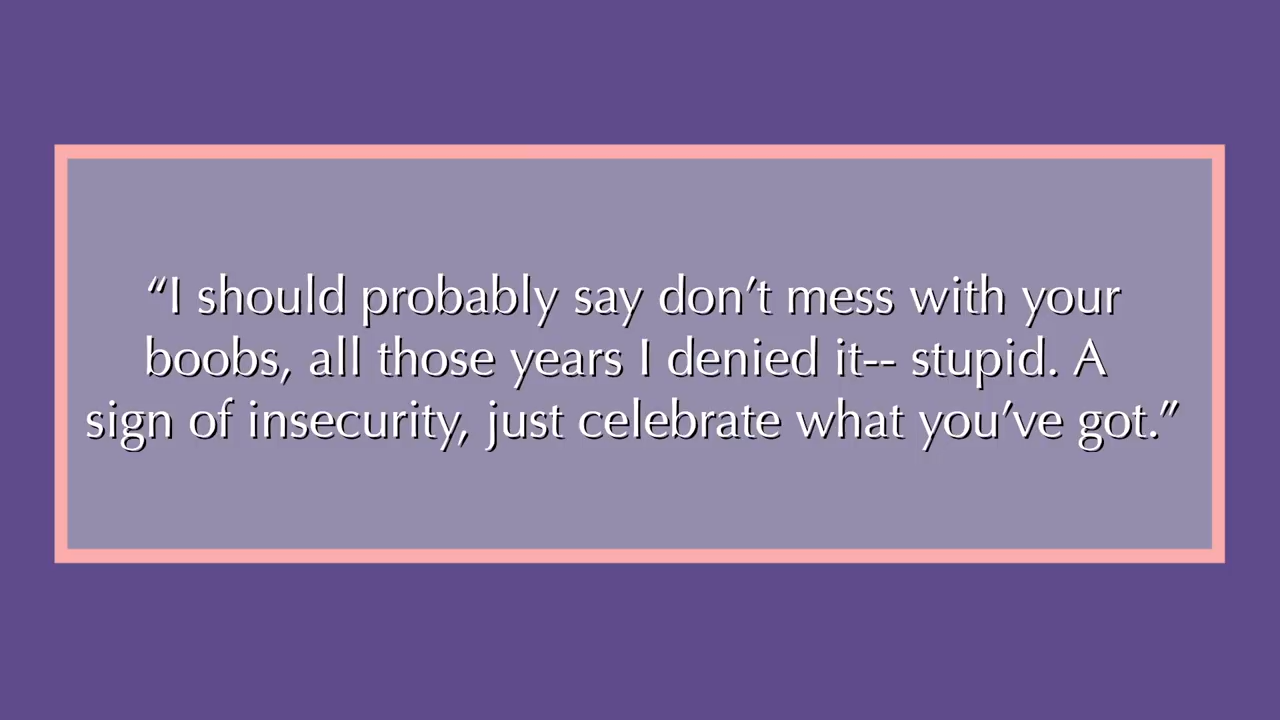 “I should probably say don’t mess with your
boobs, all those years I denied it-- stupid. A
sign of insecurity, just celebrate what you’ve got.”